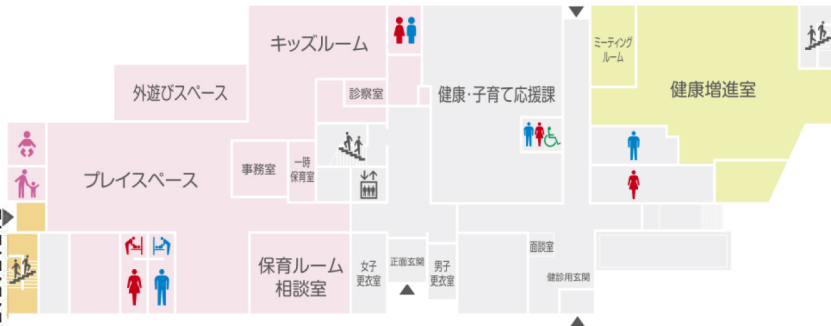 キッズルーム
ミーティング
ルーム
外遊びスペース
診察室
健康・子育て応援課
健康増進室
プレイスペース
事務室
一時
保育室
保育ルーム
相談室
女子
更衣室
正面玄関
男子
更衣室
面談室
健診用玄関